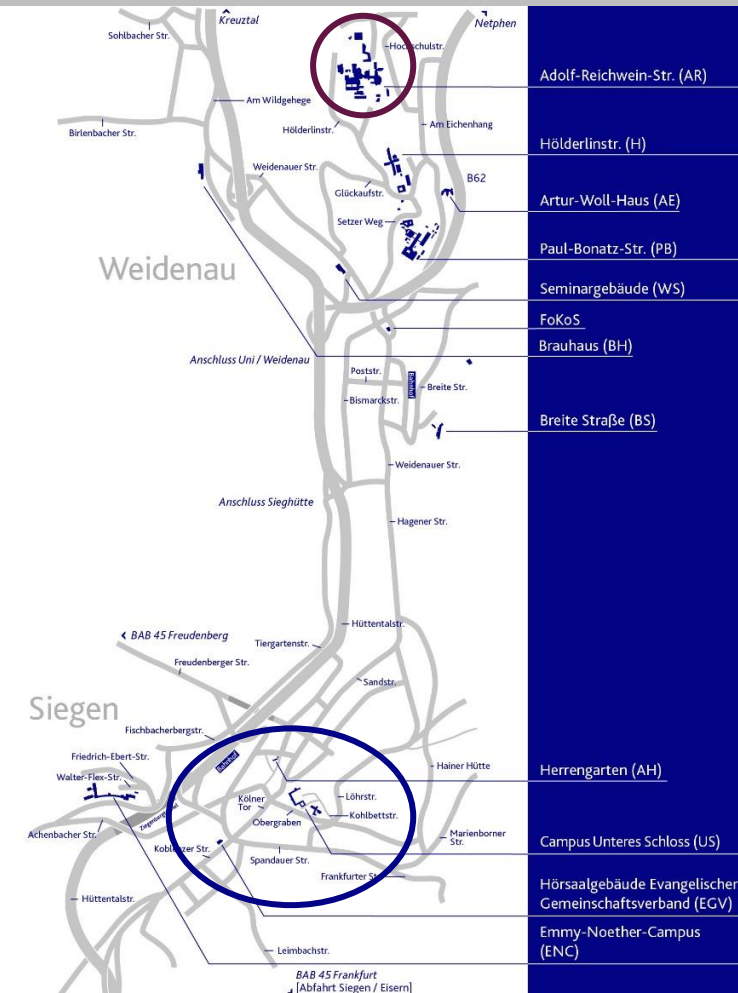 Kreuztal
Netphen
Sohlbacher Str.
Hochschulstr.
Adolf-Reichwein-Str. (AR)
Am Wildgehege
Birlenbacher Str.
Hölderlinstr.
Am Eichenhang
Hölderlinstr. (H)
Weidenauer Str.
B62
Glückaufstr.
Artur-Woll-Haus (AE)
Setzer Weg
Paul-Bonatz-Str. (PB)
Weidenau
Seminargebäude (WS)
FoKoS
Brauhaus (BH)
Anschluss Uni / Weidenau
Poststr.
Bahnhof
Breite Str.
Bismarckstr.
Breite Straße (BS)
Weidenauer Str.
Anschluss Sieghütte
Hagener Str.
Hüttentalstr.
BAB 45 Freudenberg
Tiergartenstr.
Freudenberger Str.
Sandstr.
Siegen
Fischbacherbergstr.
Friedrich-Ebert-Str.
Bahnhof
Hainer Hütte
Herrengarten (AH)
Walter-Flex-Str.
Kölner
Tor
Löhrstr.
Obergraben
Kohlbettstr.
Ziegenbergtunnel
Achenbacher Str.
Marienborner
Str.
Campus Unteres Schloss (US)
Koblenzer Str.
Spandauer Str.
Frankfurter St
Hörsaalgebäude Evangelischer
Gemeinschaftsverband (EGV)
Hüttentalstr.
Emmy-Noether-Campus
(ENC)
Leimbachstr.
BAB 45 Frankfurt
[Abfahrt Siegen / Eisern]